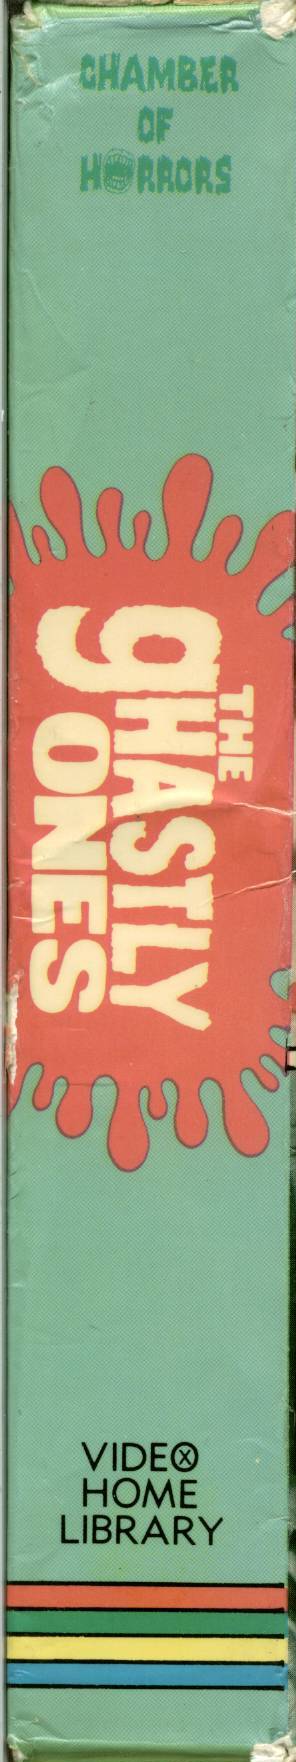 CHAMBER
OF
HORRORS
THE
gHASTLY
ONES
VIDEO
HOME
LIBRARY